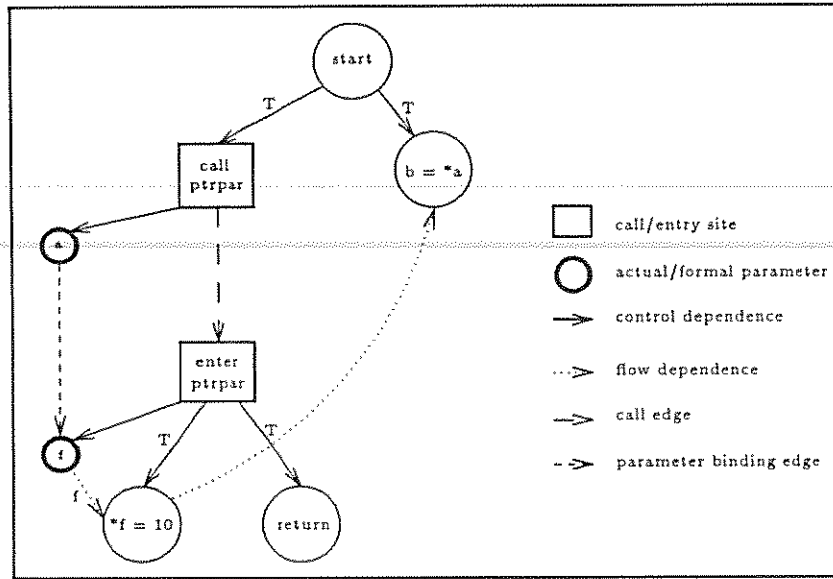 start
T
T
call
ptrpar
b = *a
a
call/entry site
actual/formal parameter
control dependence
enter
ptrpar
flow dependence
call edge
T
T
f
parameter binding edge
f
*f = 10
return